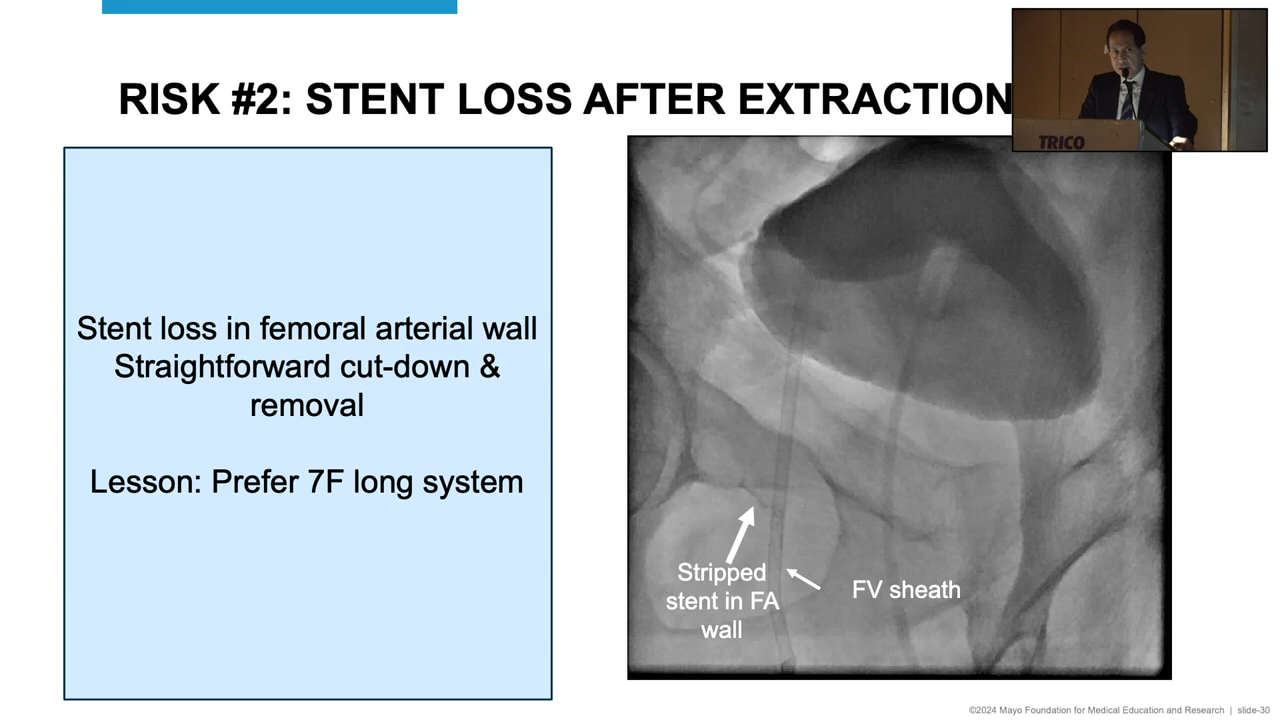 RISK #2: STENT LOSS AFTER EXTRACTION
TRICO
Stent loss in femoral arterial wall
Straightforward cut-down &
removal
Lesson: Prefer 7F long system
Stripped
stent in FA
wall
FV sheath
©2024 Mayo Foundation for Medical Education and Research | slide-30